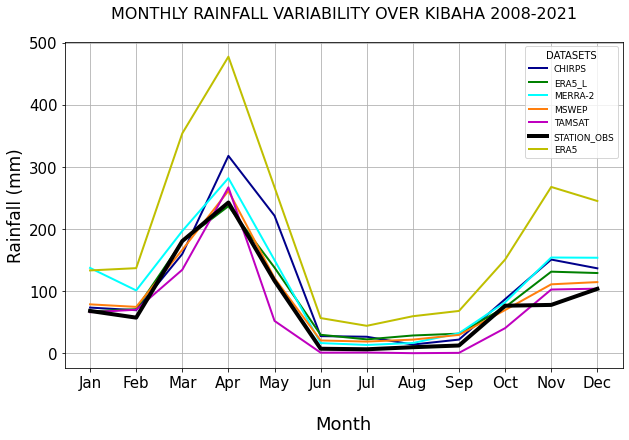 MONTHLY RAINFALL VARIABILITY OVER KIBAHA 2008-2021
500
400
300
200
100
0
Rainfall (mm)
DATASETS
CHIRPS
ERA5_L
MERRA-2
MSWEP
TAMSAT
STATION_OBS
ERA5
Jan Feb Mar Apr May Jun Jul Aug Sep Oct Nov Dec
Month